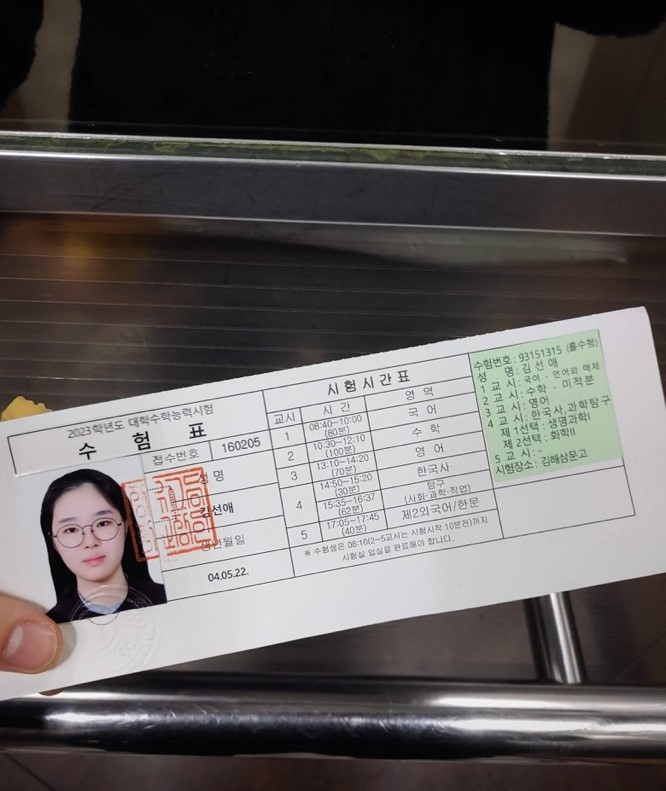 2023학년도 대학수학능력시험
수 험 표
접수번호 160205
성 명
김선애
생년월일
04.05.22.
시 험 시 간 표
교시 시 간 영 역
1 08:40~10:00 (80분) 국 어
2 10:30~12:10 (100분) 수 학
3 13:10~14:20 (70분) 영 어
4 14:50~15:20 (30분) 한국사
15:35~16:37 (62분) 탐구 (사회·과학·직업)
5 17:05~17:45 (40분) 제2외국어/한문
※ 수험생은 08:10(2~5교시는 시험시작 10분전)까지
시험실 입실을 완료해야 합니다.
수험번호 : 93151315 (홀수형)
성 명 : 김 선 애
1 교 시 : 국어 - 언어와 매체
2 교 시 : 수학 - 미적분
3 교 시 : 영어
4 교 시 : 한국사, 과학탐구
제 1선택 : 생명과학I
제 2선택 : 화학II
5 교 시 : -
시험장소 : 김해삼문고